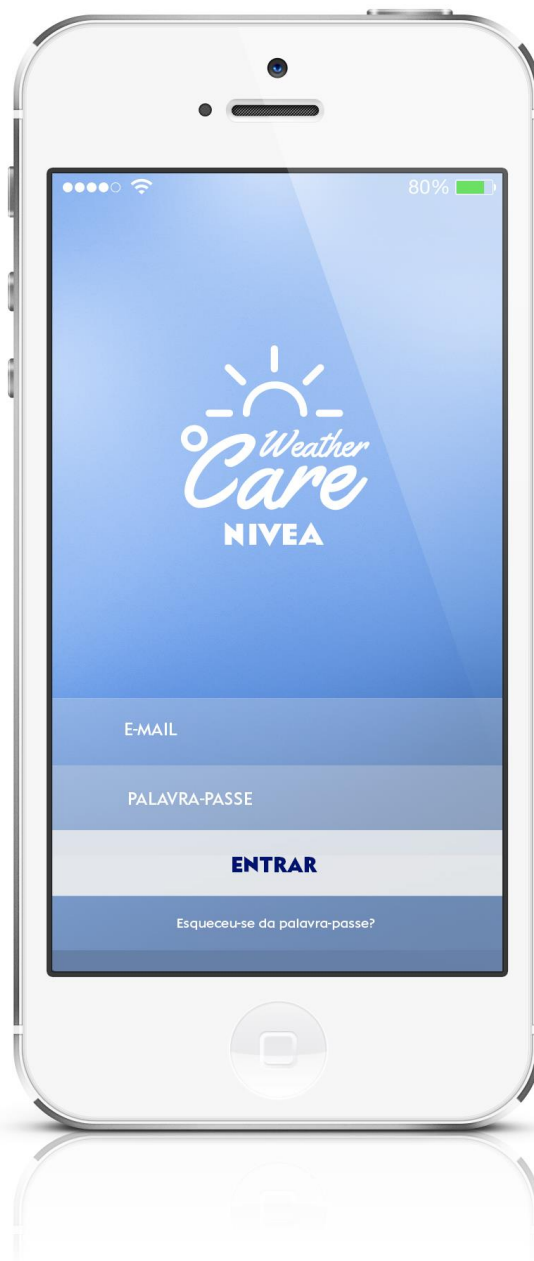 80%
Weather
Care
NIVEA
E-MAIL
PALAVRA-PASSE
ENTRAR
Esqueceu-se da palavra-passe?